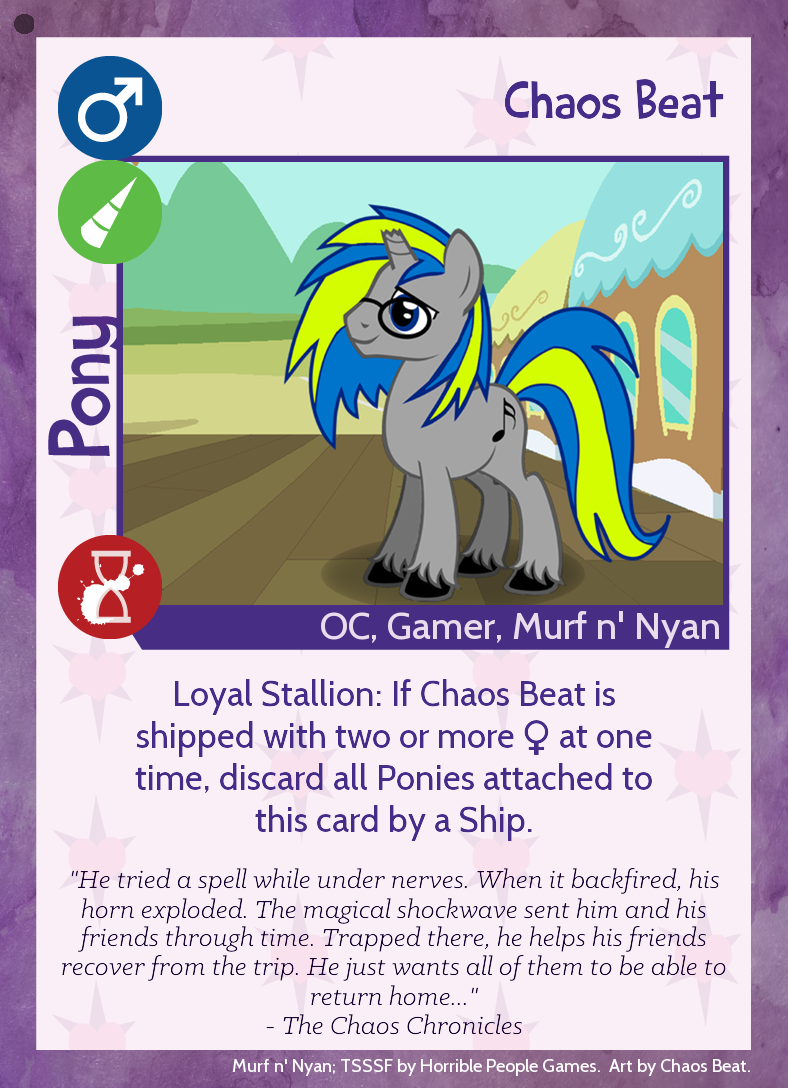 Chaos Beat
Pony
OC, Gamer, Murf n' Nyan
Loyal Stallion: If Chaos Beat is
shipped with two or more ♀ at one
time, discard all Ponies attached to
this card by a Ship.
"He tried a spell while under nerves. When it backfired, his
horn exploded. The magical shockwave sent him and his
friends through time. Trapped there, he helps his friends
recover from the trip. He just wants all of them to be able to
return home..."
- The Chaos Chronicles
Murf n' Nyan; TSSSF by Horrible People Games. Art by Chaos Beat.